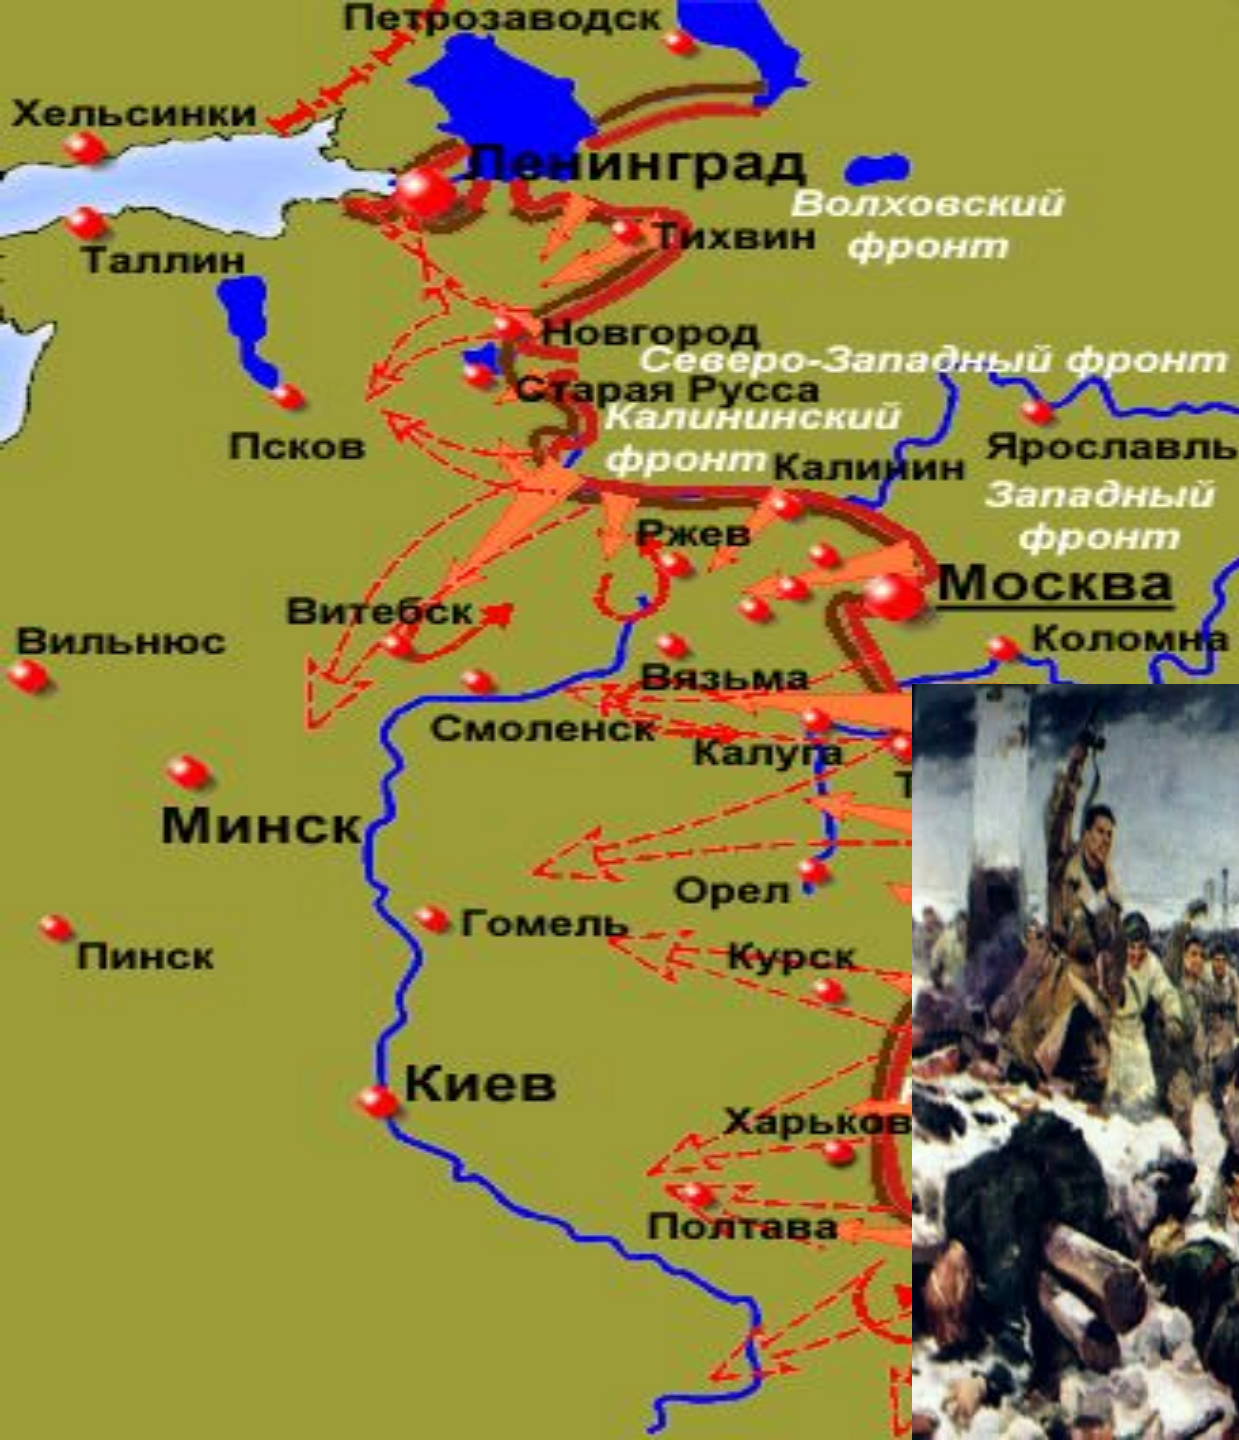 Петрозаводск
Хельсинки
Ленинград
Волховский
фронт
Тихвин
Таллин
Новгород
Северо-Западный фронт
Старая Русса
Калининский
фронт
Псков
Калинин
Ярославль
Западный
фронт
Ржев
Москва
Витебск
Вильнюс
Коломна
Вязьма
Смоленск
Калуга
Минск
Орел
Гомель
Курск
Пинск
Киев
Харьков
Полтава